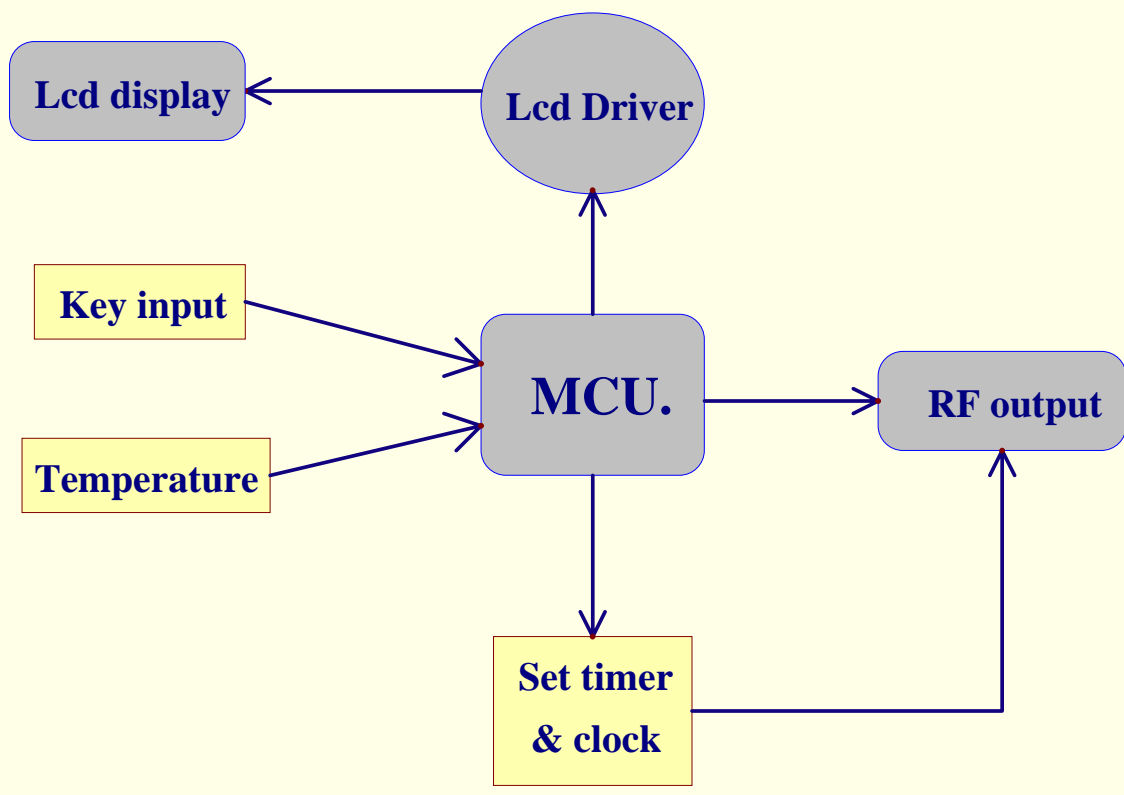 Lcd display
Lcd Driver
Key input
MCU.
RF output
Temperature
Set timer
& clock